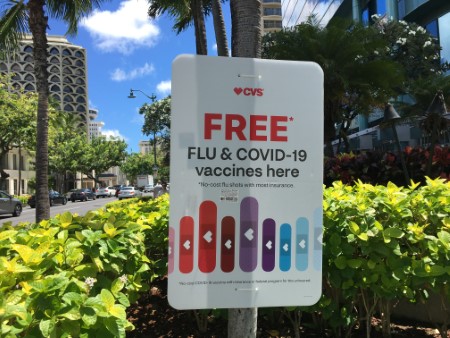 CVS
FREE*
FLU & COVID-19
vaccines here
*No-cost flu shots with most insurance.